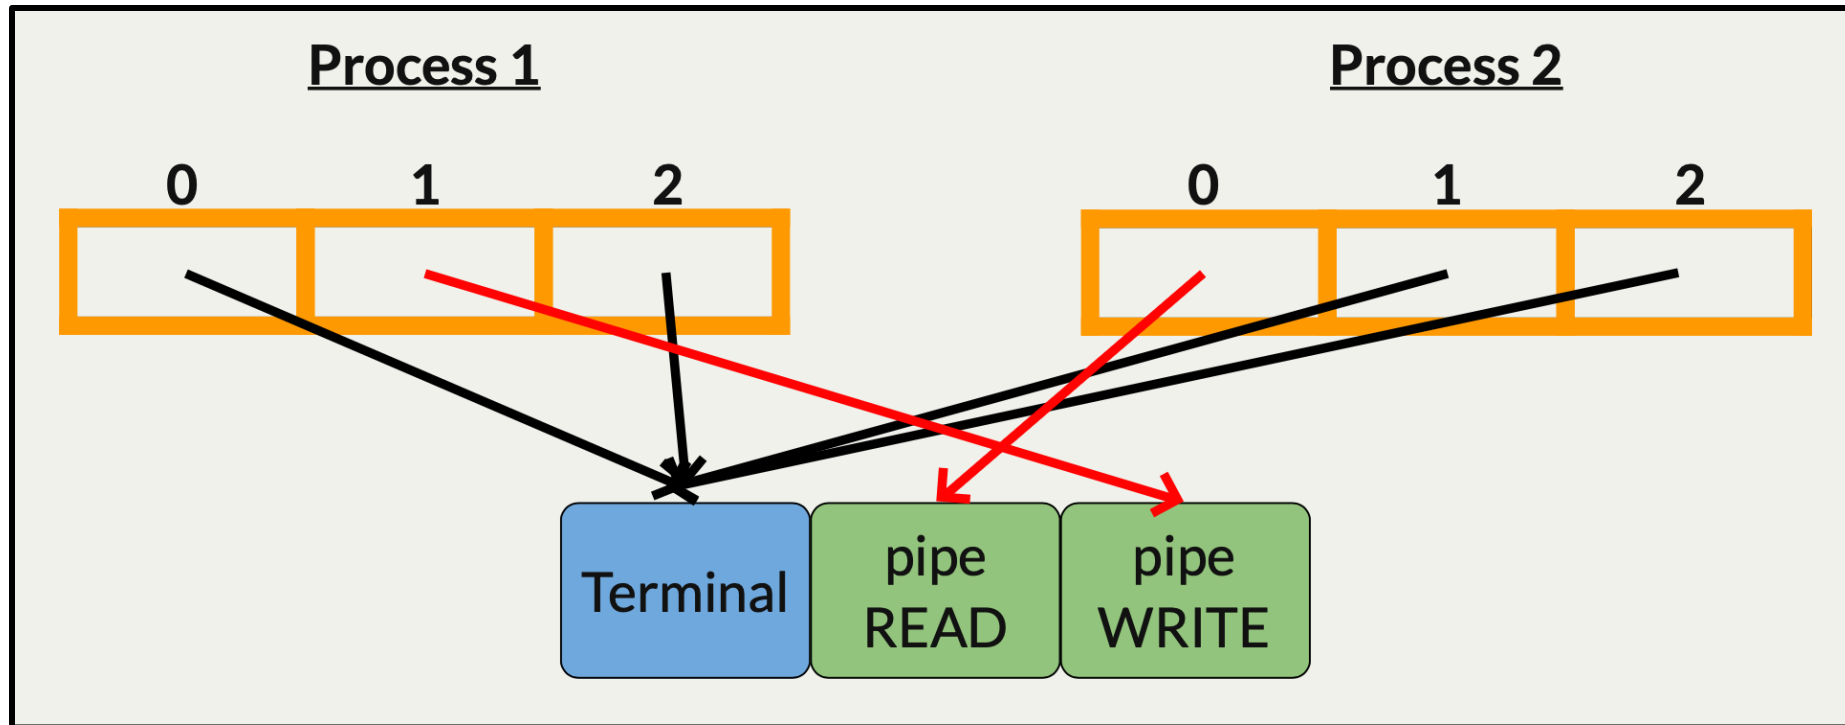 Process 1
Process 2
0 1 2
0 1 2
Terminal
pipe
READ
pipe
WRITE